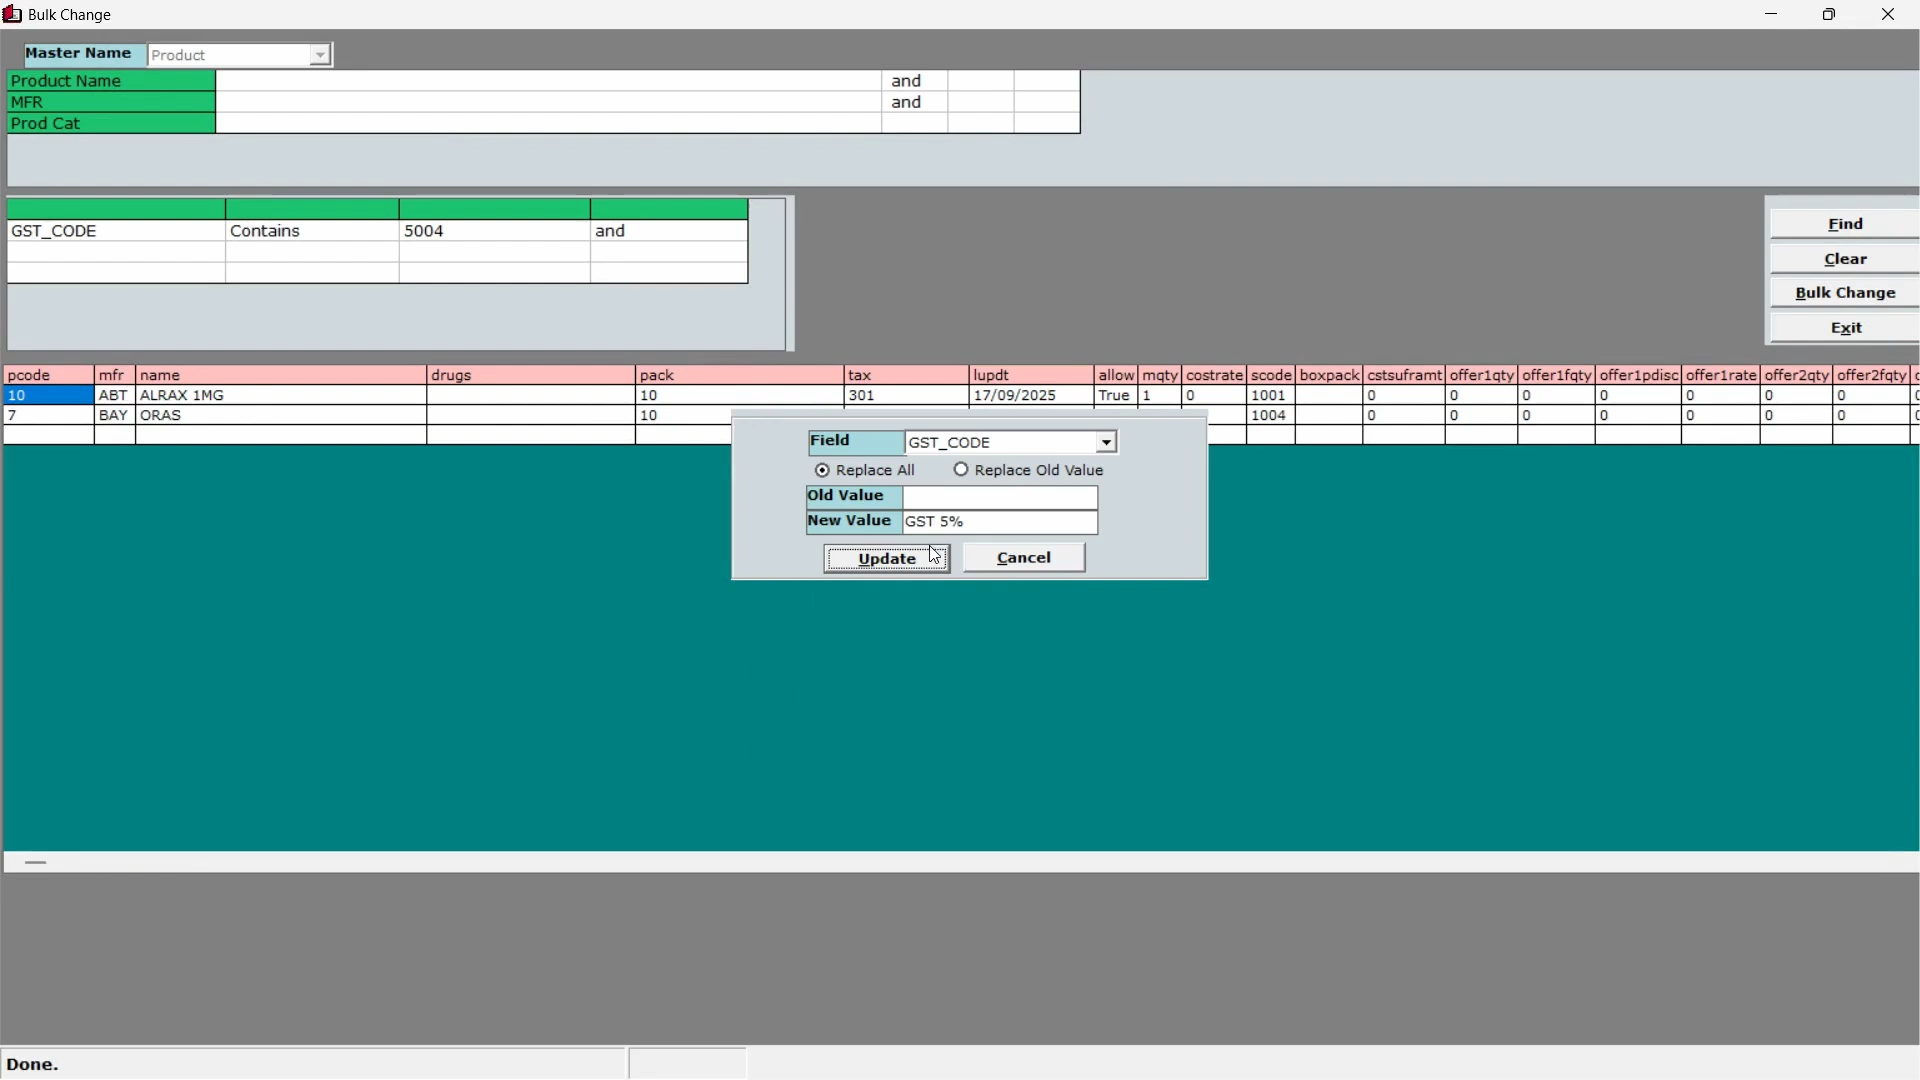 Bulk Change
Master Name Product
Product Name and
MFR and
Prod Cat
GST_CODE Contains 5004 and
Find
Clear
Bulk Change
Exit
pcode mfr name drugs pack tax lupdt allow mqty costrate scode boxpack cstsuframt offer1qty offer1fqty offer1pdisc offer1rate offer2qty offer2fqty
10 ABT ALRAX 1MG 10 301 17/09/2025 True 1 0 1001 0 0 0 0 0 0 0
7 BAY ORAS 10 1004 0 0 0 0 0 0 0
Field GST_CODE
Replace All Replace Old Value
Old Value
New Value GST 5%
Update Cancel
Done.